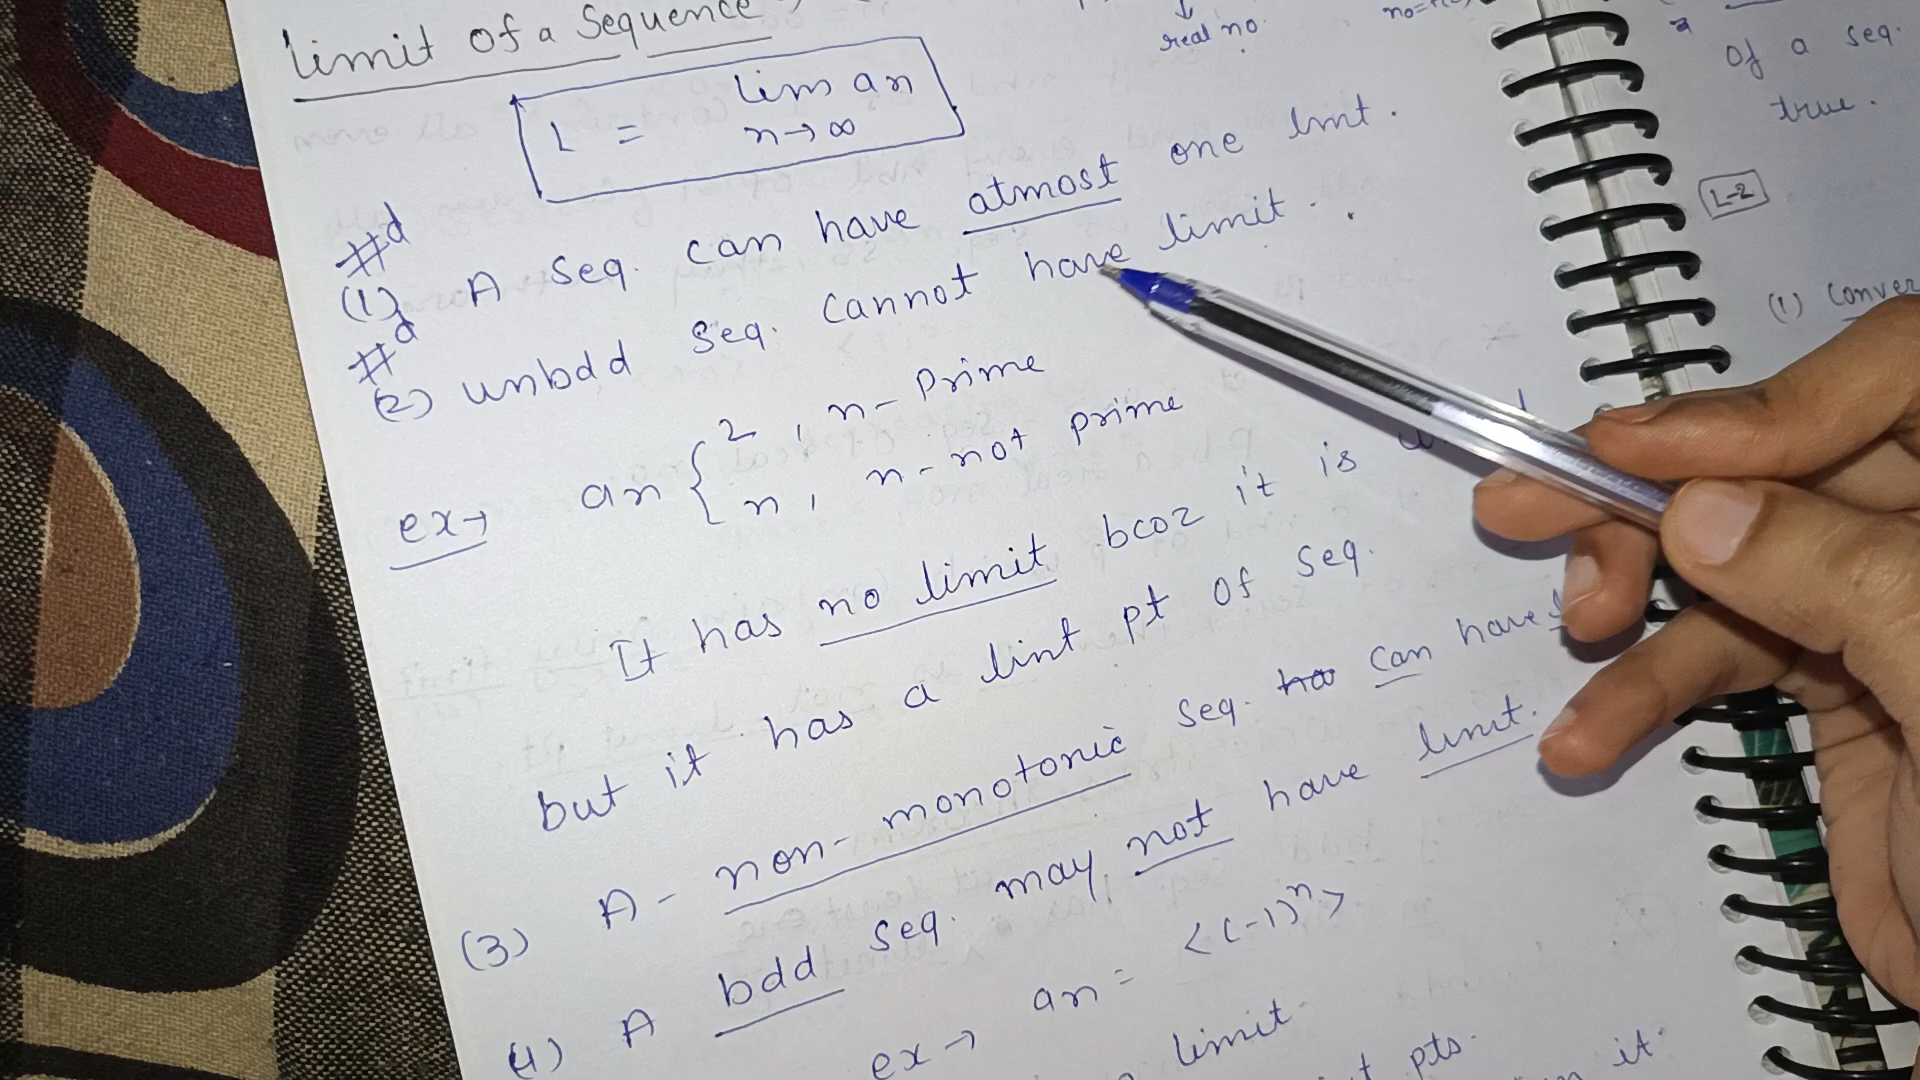 Limit of a Sequence
real no.
L = lim an
n→∞
#d
(1) A seq. can have atmost one lmt.
#d
(2) unbdd seq. cannot have limit.
ex→ an { 2 , n - Prime
n , n - not prime
It has no limit bcoz it is
but it has a limt pt of seq.
(3) A - non-monotonic seq. can have
(4) A bdd seq. may not have limit.
ex→ an = <(-1)^n>
limit
pts.
it
of a seq.
true.
L-2
(1) Conver